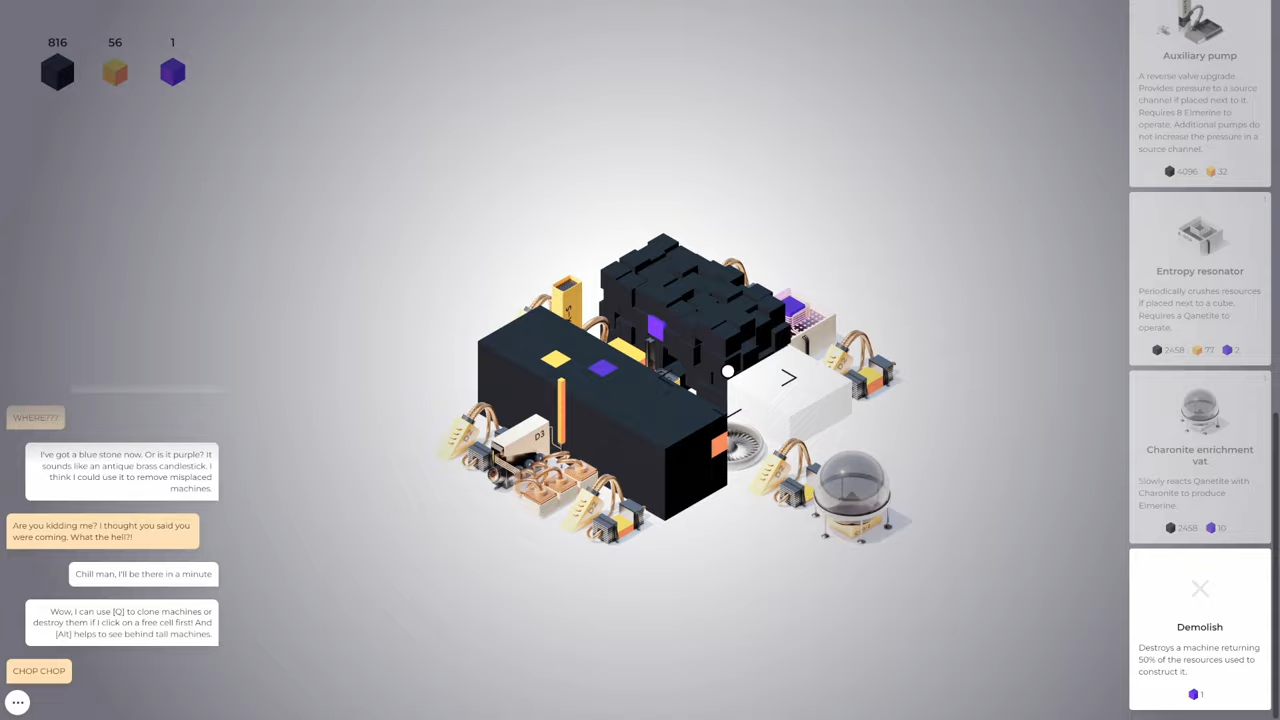 816
56
1
WHERE???
I've got a blue stone now. Or is it purple? It
sounds like an antique brass candlestick. I
think I could use it to remove misplaced
machines.
Are you kidding me? I thought you said you
were coming. What the hell?!
Chill man, I'll be there in a minute
Wow, I can use [Q] to clone machines or
destroy them if I click on a free cell first! And
[Alt] helps to see behind tall machines.
CHOP CHOP
D3
Auxiliary pump
A reverse valve upgrade.
Provides pressure to a source
channel if placed next to it.
Requires 8 Elmerine to
operate. Additional pumps do
not increase the pressure in a
source channel.
4096 32
1
Entropy resonator
Periodically crushes resources
if placed next to a cube.
Requires a Qanetite to
operate.
2458 77 2
1
Charonite enrichment
vat
Slowly reacts Qanetite with
Charonite to produce
Elmerine.
2458 10
Demolish
Destroys a machine returning
50% of the resources used to
construct it.
1